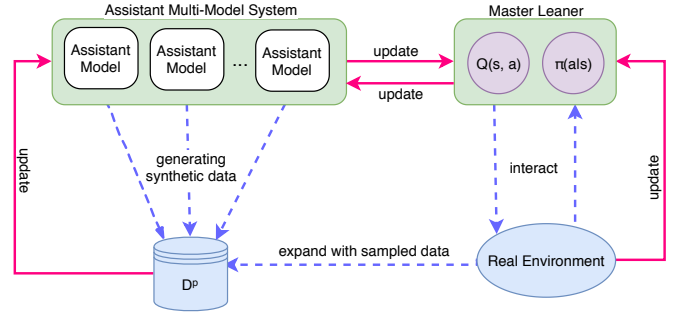 Assistant Multi-Model System
Master Leaner
Assistant
Model
Assistant
Model
...
Assistant
Model
update
update
Q(s, a)
π(a|s)
update
generating
synthetic data
interact
update
expand with sampled data
Dᵖ
Real Environment